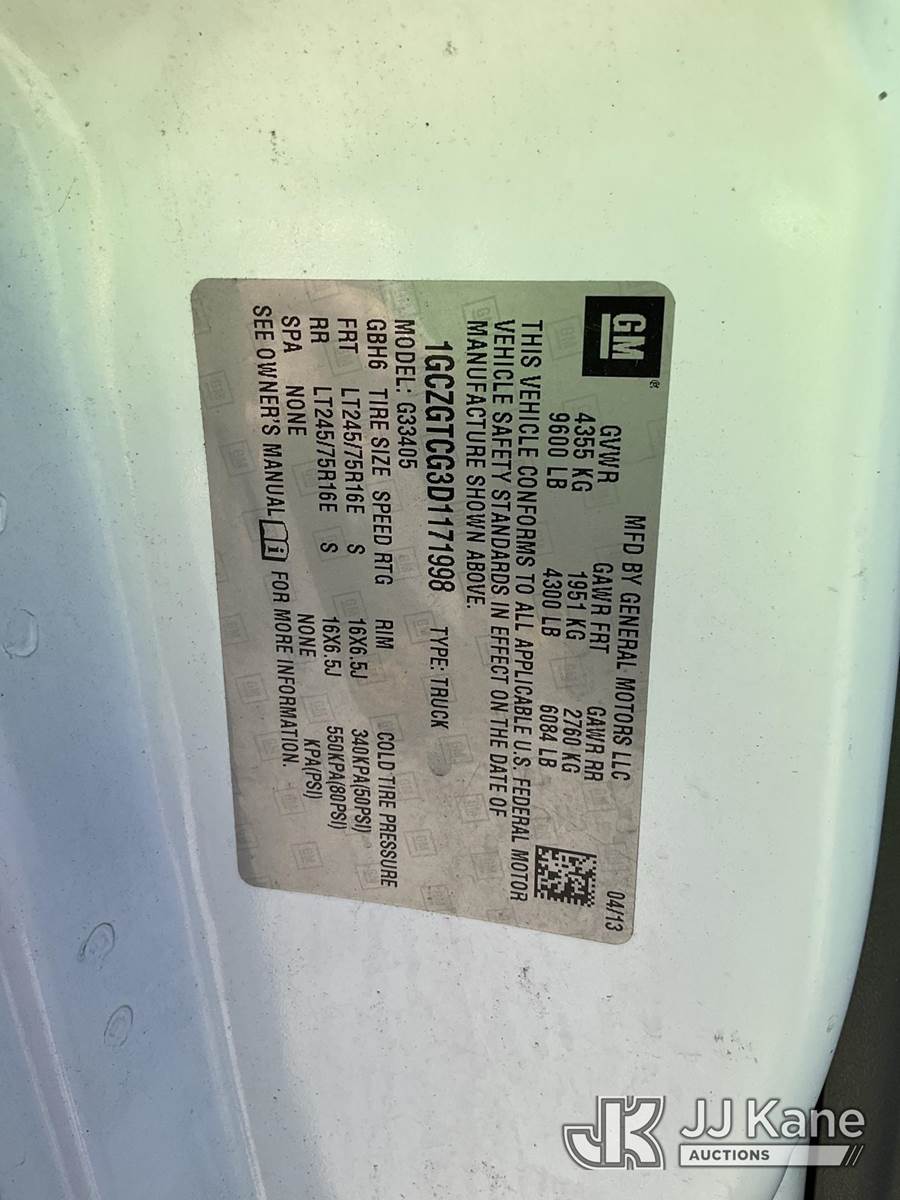 GM ®
MFD BY GENERAL MOTORS LLC 04/13
GVWR GAWR FRT GAWR RR
4355 KG 1951 KG 2760 KG
9600 LB 4300 LB 6084 LB
THIS VEHICLE CONFORMS TO ALL APPLICABLE U.S. FEDERAL MOTOR
VEHICLE SAFETY STANDARDS IN EFFECT ON THE DATE OF
MANUFACTURE SHOWN ABOVE.
1GCZGTCG3D1171998 TYPE: TRUCK
MODEL: G33405
GBH6 TIRE SIZE SPEED RTG RIM COLD TIRE PRESSURE
FRT LT245/75R16E S 16X6.5J 340KPA(50PSI)
RR LT245/75R16E S 16X6.5J 550KPA(80PSI)
SPA NONE NONE KPA(PSI)
SEE OWNER'S MANUAL FOR MORE INFORMATION.
JK JJ Kane
AUCTIONS